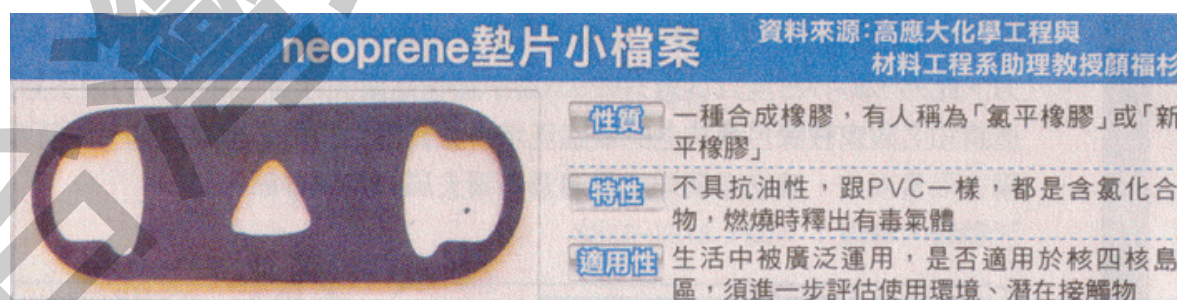 neoprene墊片小檔案
資料來源:高應大化學工程與
材料工程系助理教授顏福杉
性質 一種合成橡膠，有人稱為「氯平橡膠」或「新
平橡膠」
特性 不具抗油性，跟PVC一樣，都是含氯化合
物，燃燒時釋出有毒氣體
適用性 生活中被廣泛運用，是否適用於核四核島
區，須進一步評估使用環境、潛在接觸物